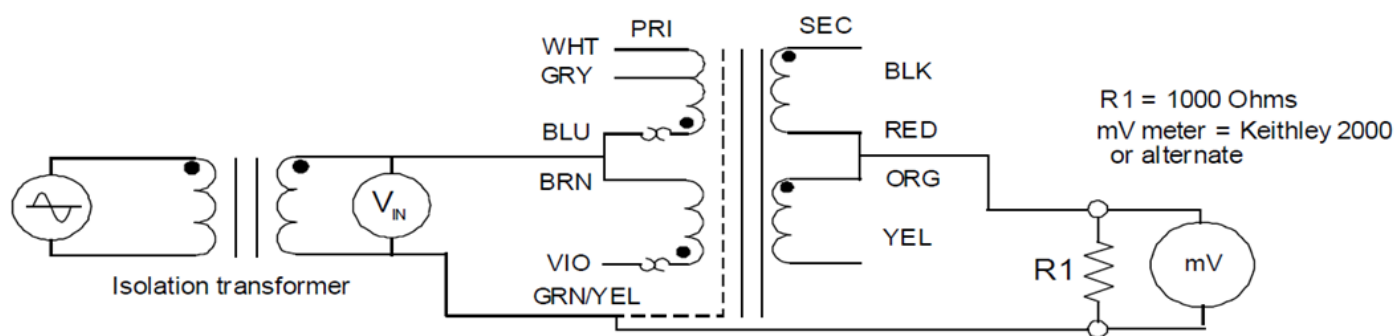 PRI
SEC
WHT
GRY
BLK
R1 = 1000 Ohms
mV meter = Keithley 2000
or alternate
BLU
RED
BRN
ORG
VIN
YEL
VIO
R1
mV
Isolation transformer
GRN/YEL